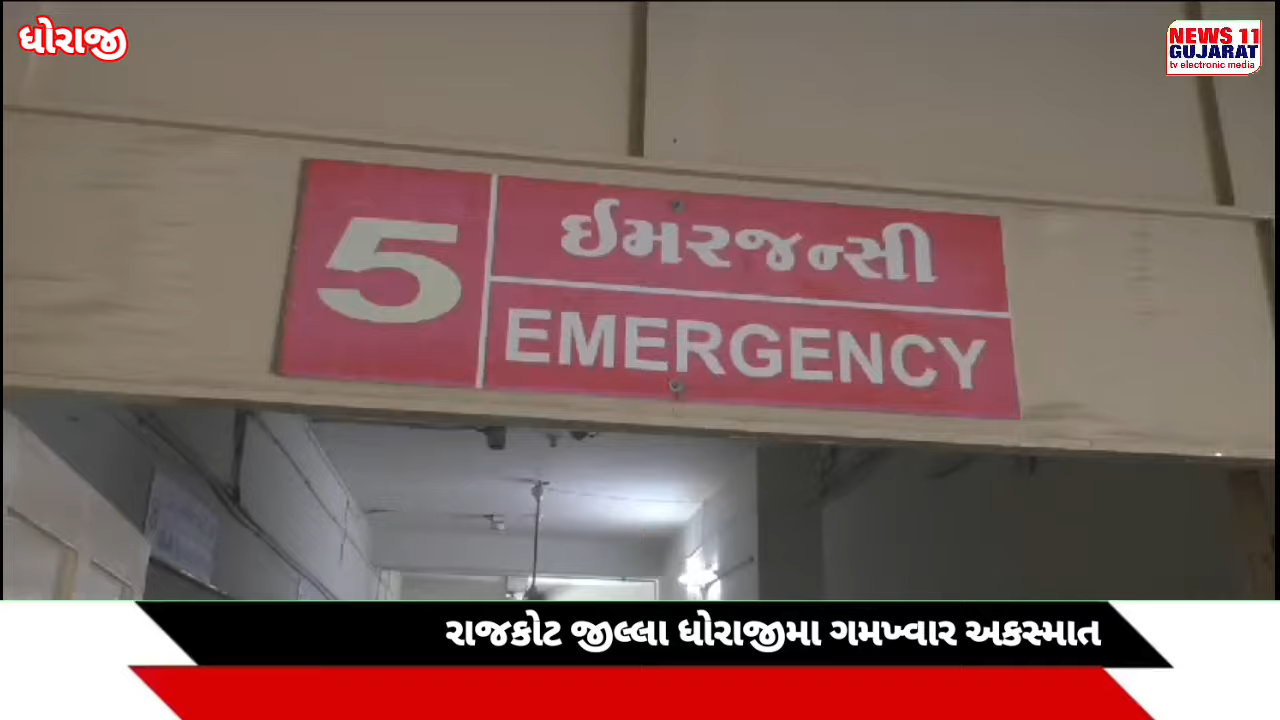 ધોરાજી
NEWS 11
GUJARAT
tv electronic media
5
ઈમરજન્સી
EMERGENCY
રાજકોટ જીલ્લા ધોરાજીમા ગમખ્વાર અકસ્માત